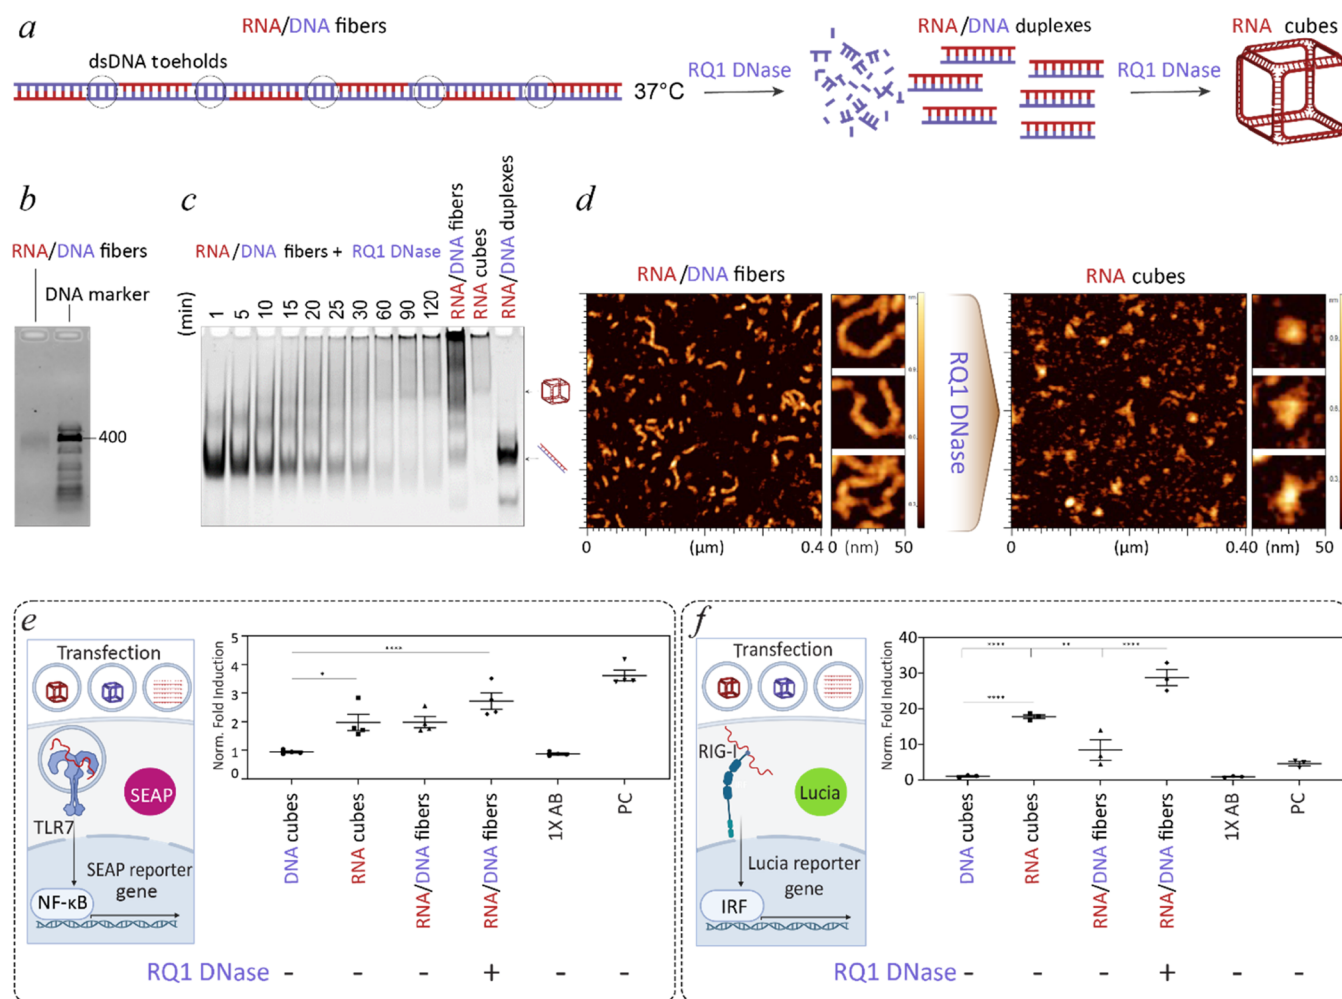 a
RNA/DNA fibers
dsDNA toeholds
37°C
RQ1 DNase
RNA/DNA duplexes
RQ1 DNase
RNA cubes
b
RNA/DNA fibers
DNA marker
400
c
RNA/DNA fibers + RQ1 DNase
(min)
1 5 10 15 20 25 30 60 90 120
RNA/DNA fibers
RNA cubes
RNA/DNA duplexes
d
RNA/DNA fibers
nm
0 (µm) 0.4
0 (nm) 50
RQ1 DNase
RNA cubes
0 (µm) 0.40
0 (nm) 50
e
Transfection
TLR7
SEAP
SEAP reporter
gene
NF-κB
Norm. Fold Induction
5
4
3
2
1
0
****
*
DNA cubes
RNA cubes
RNA/DNA fibers
RNA/DNA fibers
1X AB
PC
RQ1 DNase - - - + - -
f
Transfection
RIG-I
Lucia
Lucia reporter
gene
IRF
Norm. Fold Induction
40
30
20
10
0
**** ** ****
****
DNA cubes
RNA cubes
RNA/DNA fibers
RNA/DNA fibers
1X AB
PC
RQ1 DNase - - - + - -